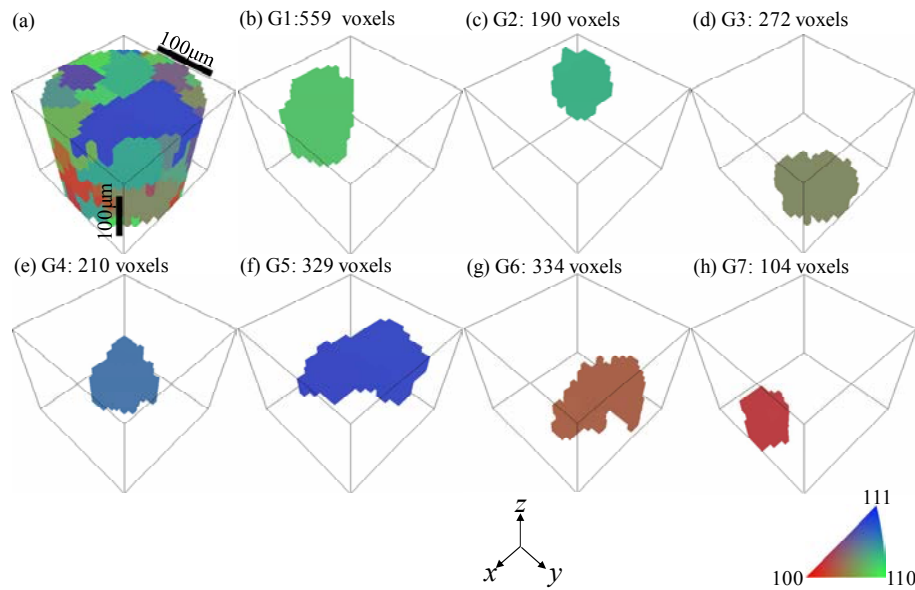 (a)
100μm
100μm
(b) G1:559 voxels
(c) G2: 190 voxels
(d) G3: 272 voxels
(e) G4: 210 voxels
(f) G5: 329 voxels
(g) G6: 334 voxels
(h) G7: 104 voxels
z
x
y
111
100
110